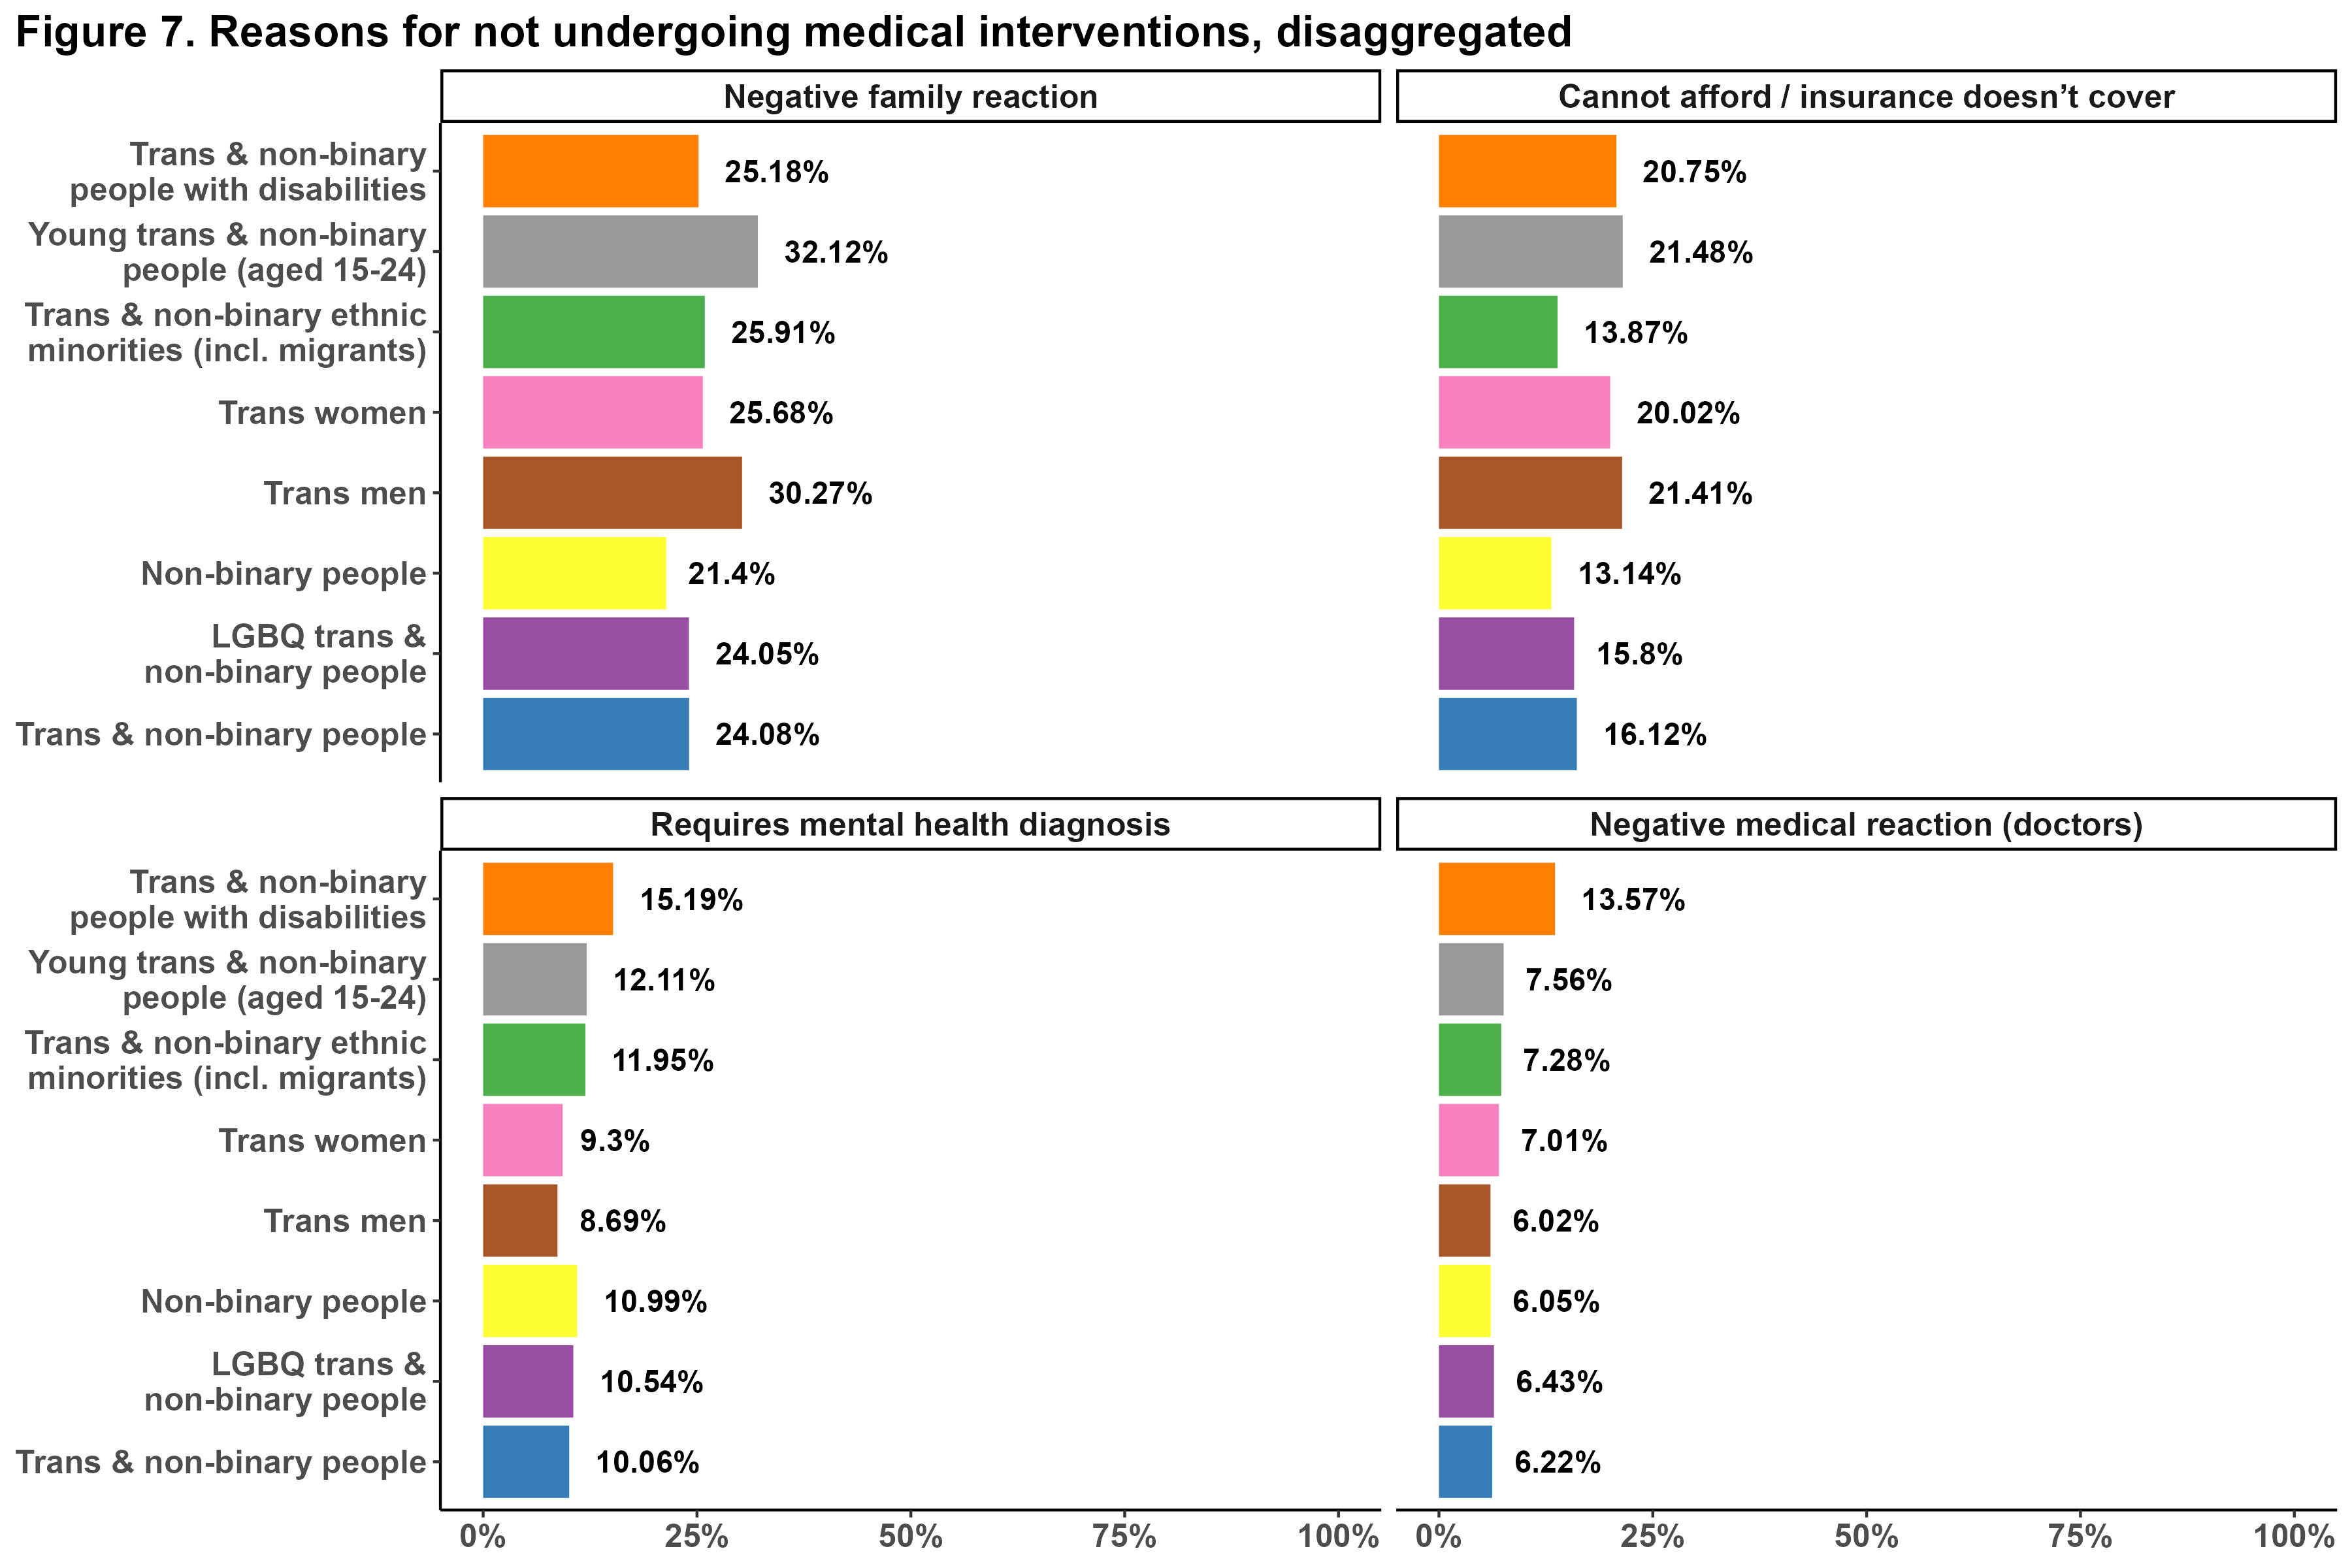 Figure 7. Reasons for not undergoing medical interventions, disaggregated
Negative family reaction
Trans & non-binary
people with disabilities
25.18%
Young trans & non-binary
people (aged 15-24)
32.12%
Trans & non-binary ethnic
minorities (incl. migrants)
25.91%
Trans women
25.68%
Trans men
30.27%
Non-binary people
21.4%
LGBQ trans &
non-binary people
24.05%
Trans & non-binary people
24.08%
Cannot afford / insurance doesn’t cover
20.75%
21.48%
13.87%
20.02%
21.41%
13.14%
15.8%
16.12%
Requires mental health diagnosis
Trans & non-binary
people with disabilities
15.19%
Young trans & non-binary
people (aged 15-24)
12.11%
Trans & non-binary ethnic
minorities (incl. migrants)
11.95%
Trans women
9.3%
Trans men
8.69%
Non-binary people
10.99%
LGBQ trans &
non-binary people
10.54%
Trans & non-binary people
10.06%
0% 25% 50% 75% 100%
Negative medical reaction (doctors)
13.57%
7.56%
7.28%
7.01%
6.02%
6.05%
6.43%
6.22%
0% 25% 50% 75% 100%